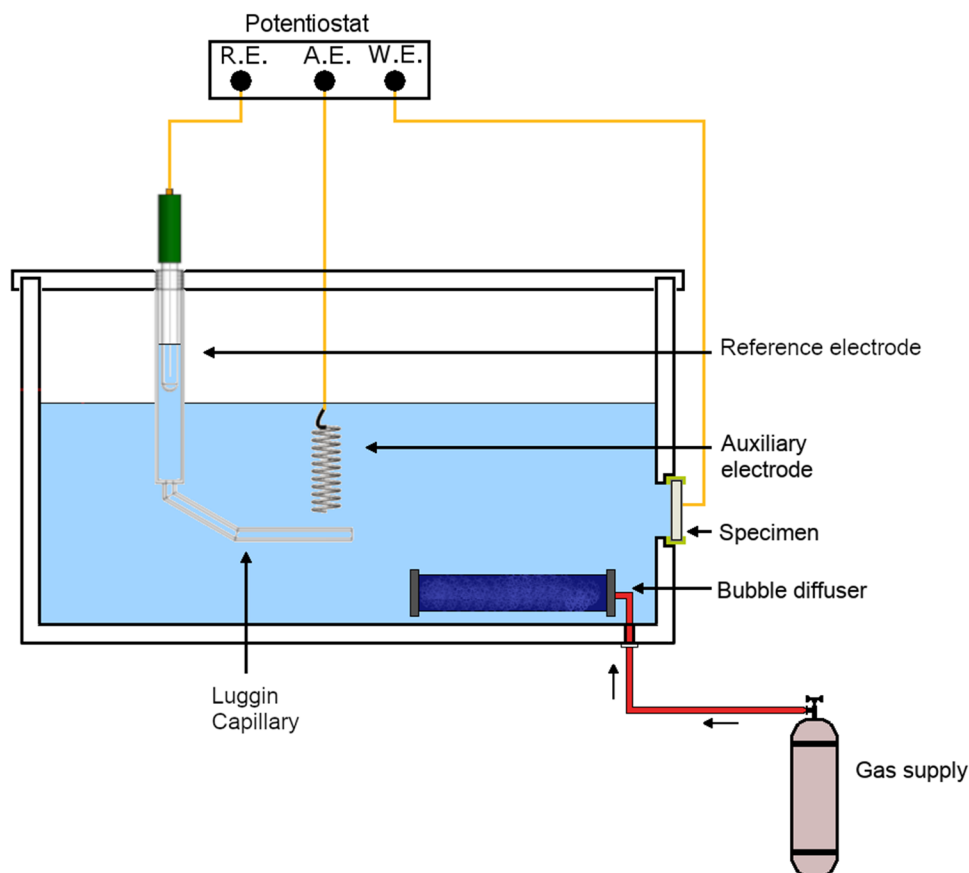 Potentiostat
R.E. A.E. W.E.
Reference electrode
Auxiliary
electrode
Specimen
Bubble diffuser
Luggin
Capillary
Gas supply